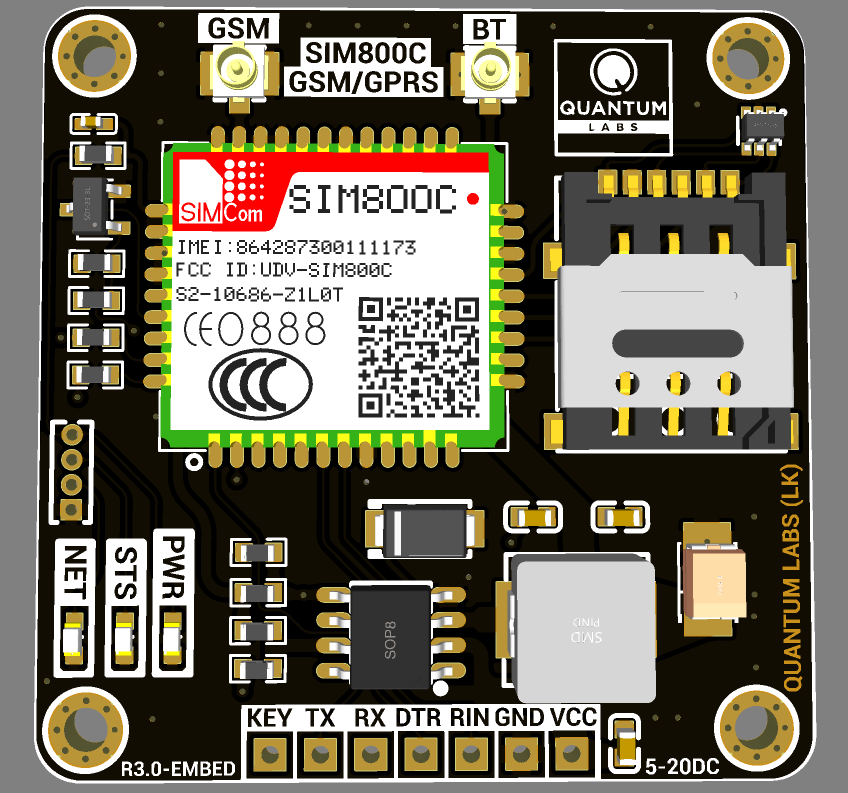 GSM
SIM800C
GSM/GPRS
BT
QUANTUM
LABS
SIMCom
SIM800C
IMEI:864287300111173
FCC ID:UDV-SIM800C
S2-10686-Z1L0T
CE0888
CCC
QUANTUM LABS (LK)
NET
STS
PWR
SOP8
SMD
PIND
KEY TX RX DTR RIN GND VCC
R3.0-EMBED
5-20DC